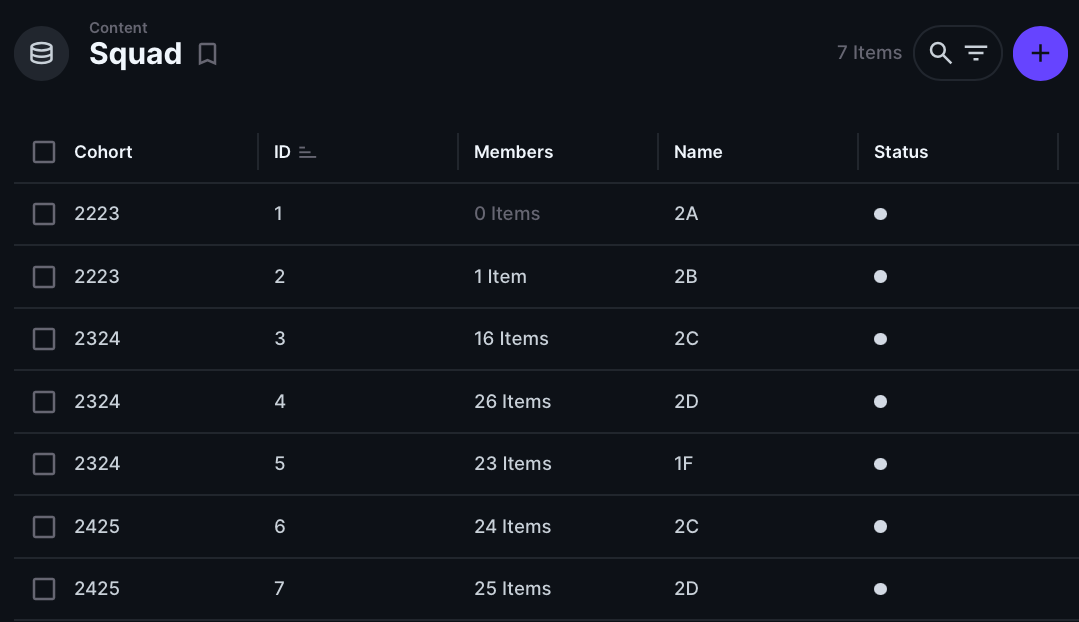 Content
Squad
7 Items
Cohort ID Members Name Status
2223 1 0 Items 2A
2223 2 1 Item 2B
2324 3 16 Items 2C
2324 4 26 Items 2D
2324 5 23 Items 1F
2425 6 24 Items 2C
2425 7 25 Items 2D